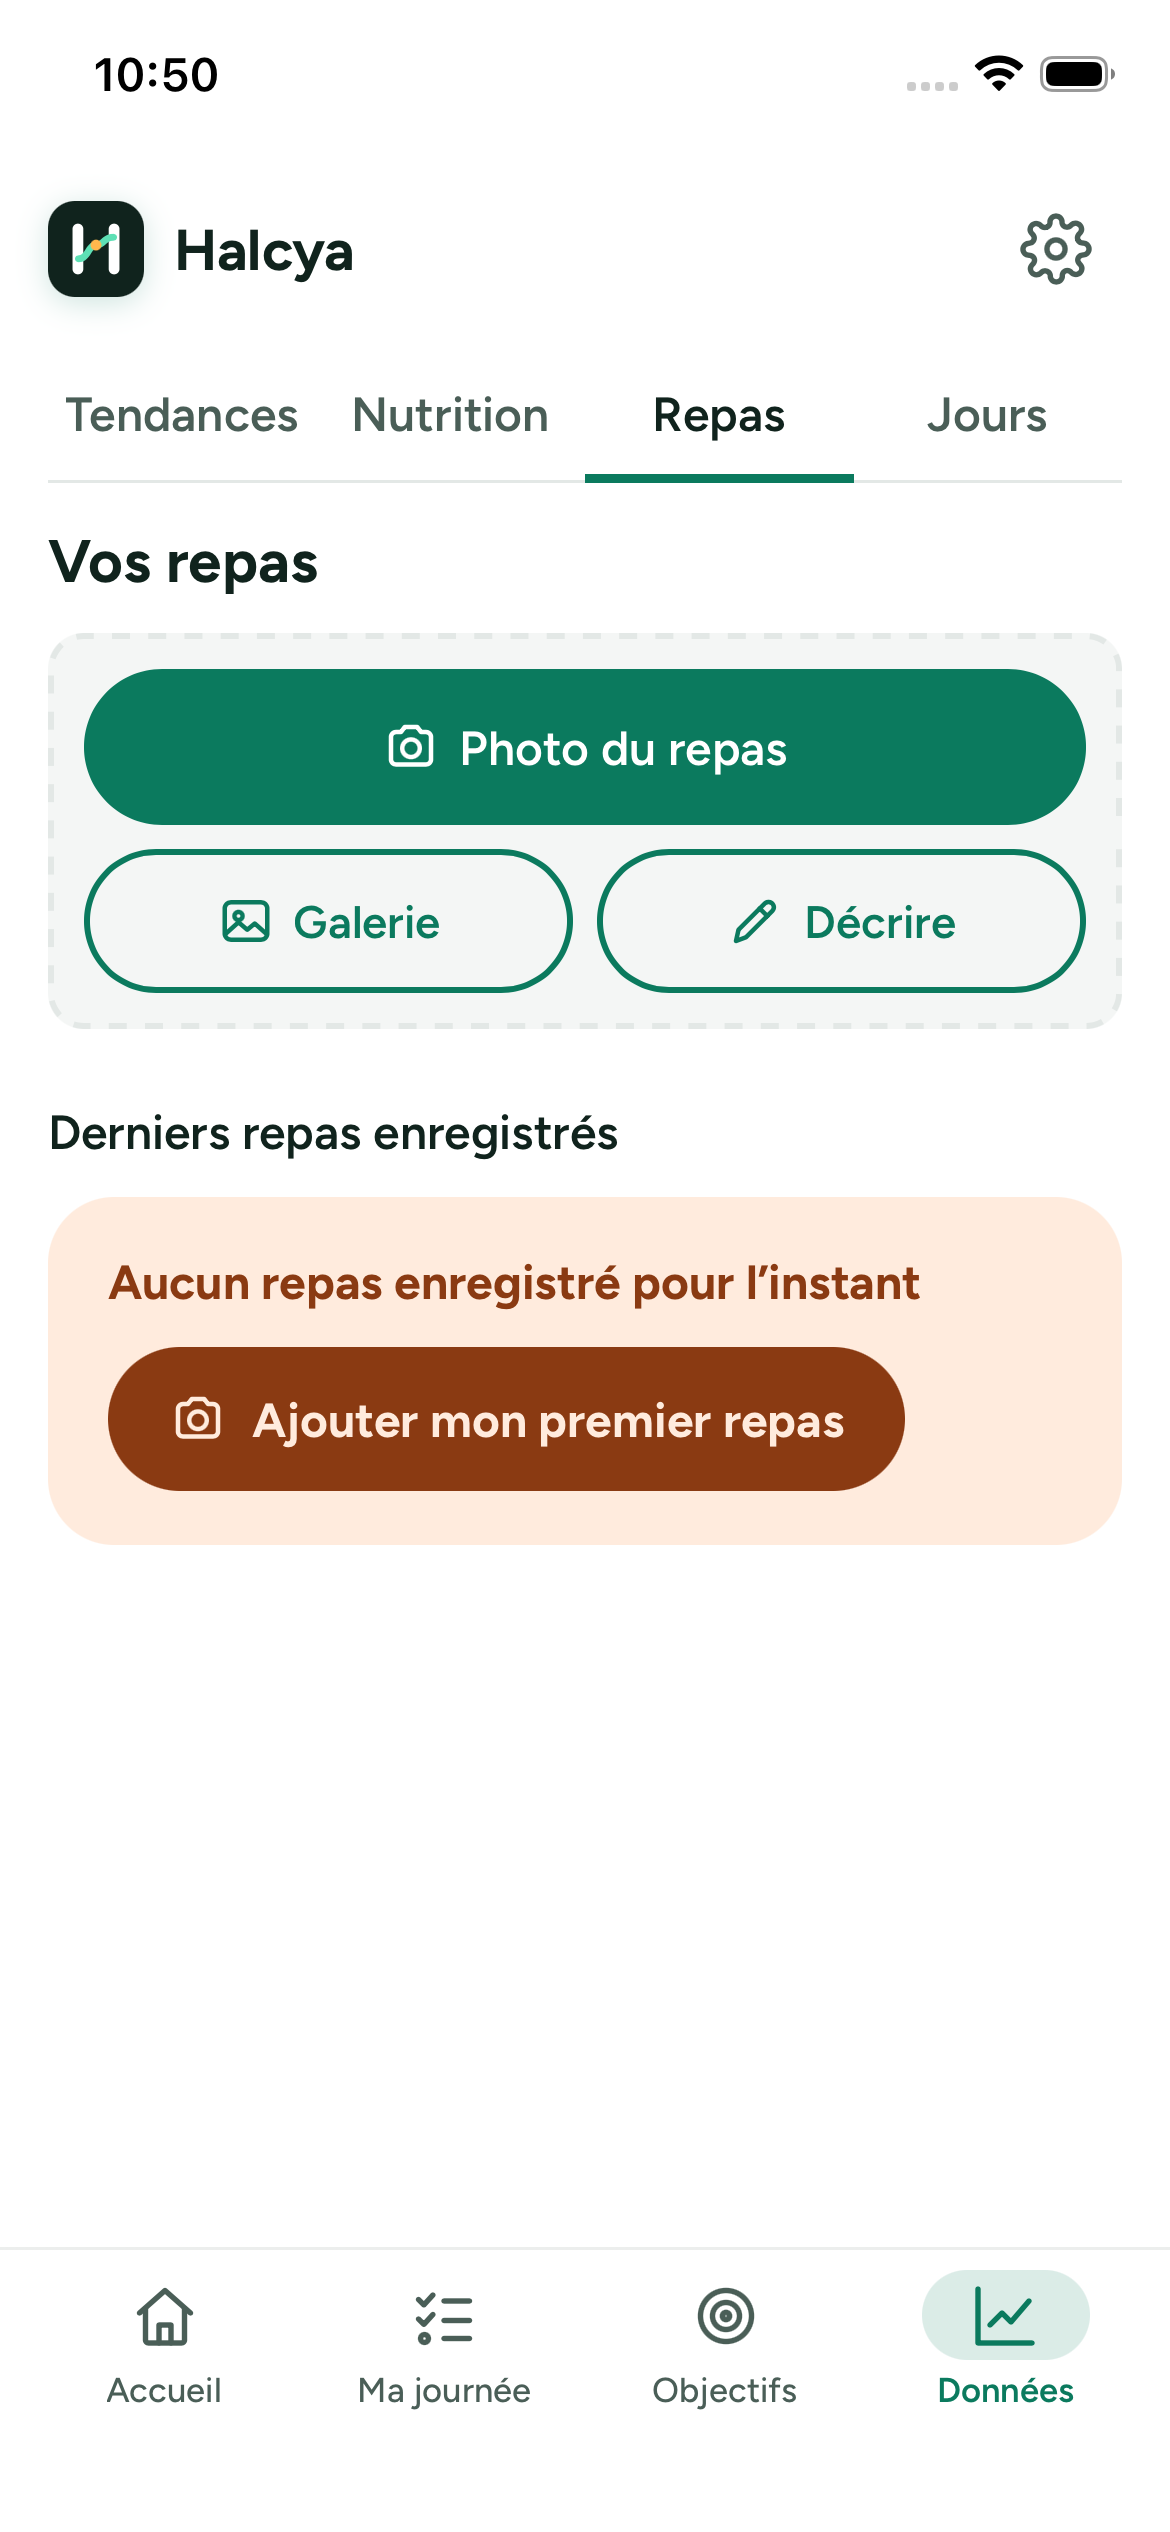 10:50
Halcya
Tendances Nutrition Repas Jours
Vos repas
Photo du repas
Galerie Décrire
Derniers repas enregistrés
Aucun repas enregistré pour l’instant
Ajouter mon premier repas
Accueil Ma journée Objectifs Données